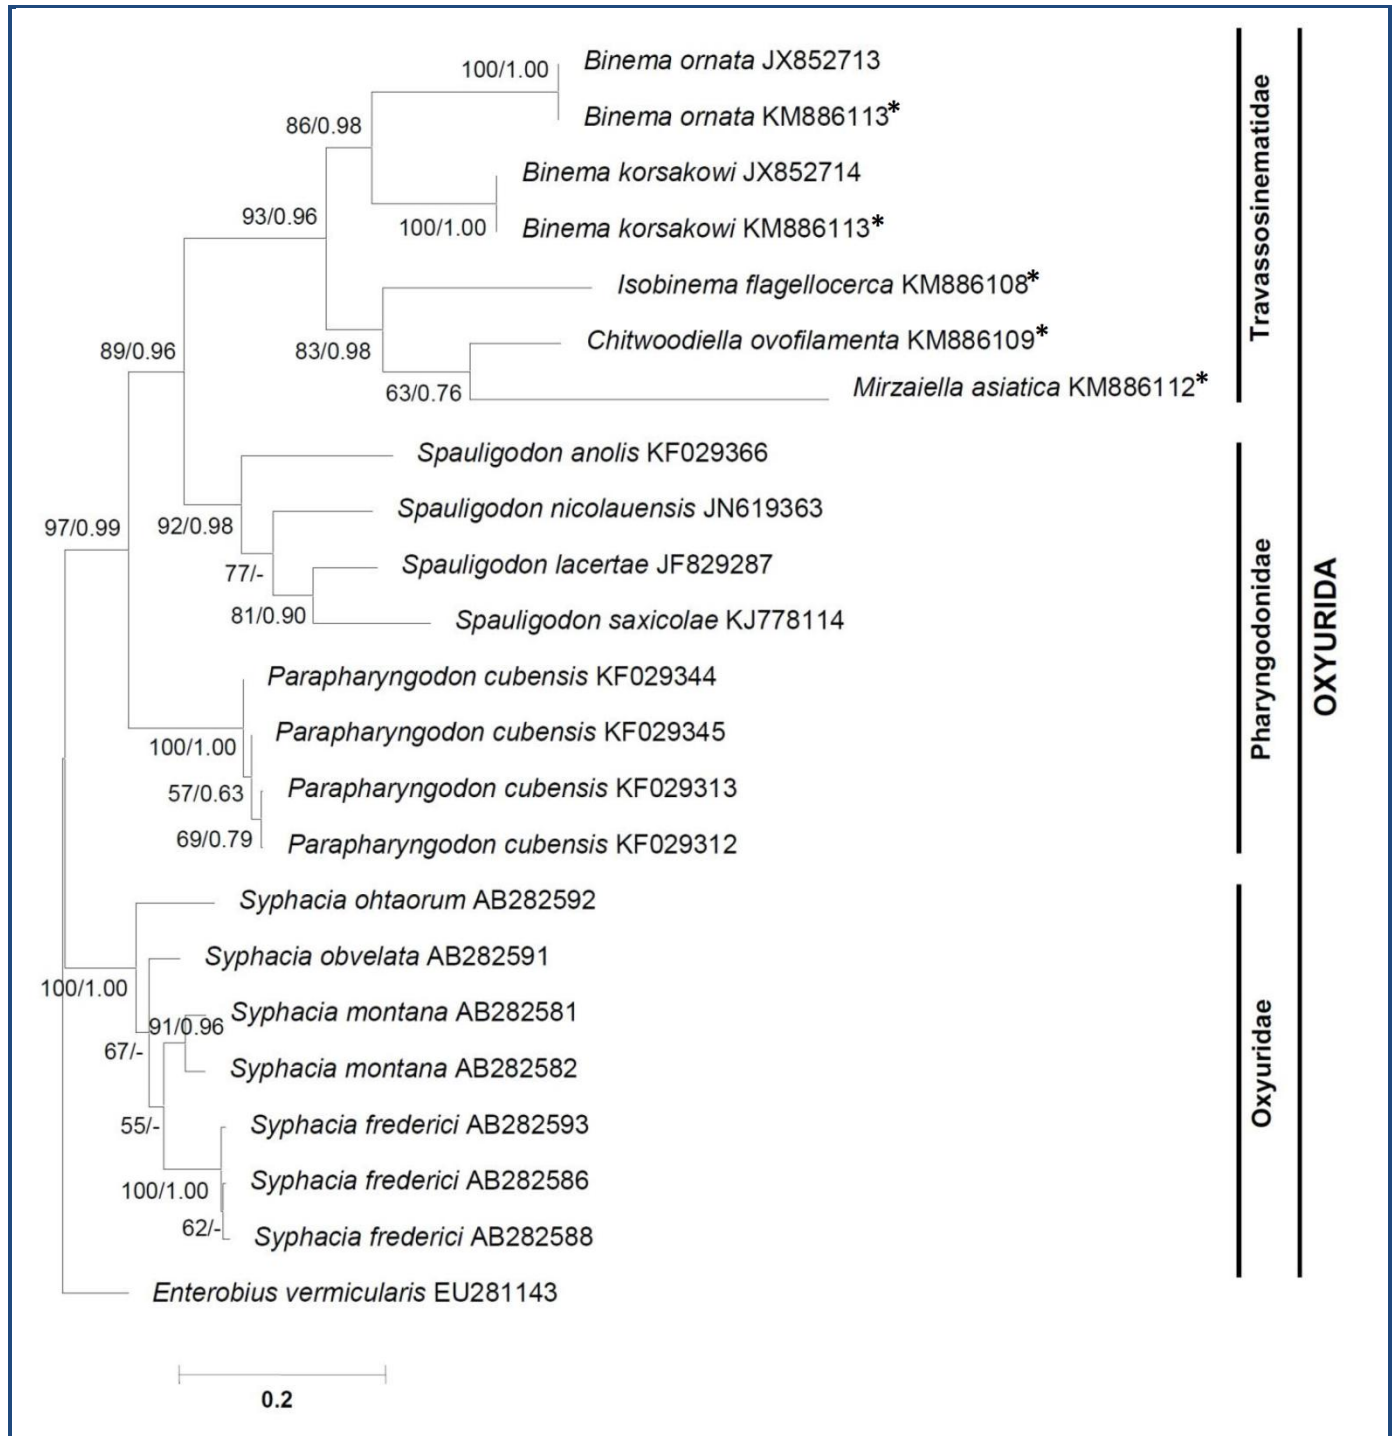 100/1.00
Binema ornata JX852713
Binema ornata KM886113*
86/0.98
Binema korsakowi JX852714
100/1.00
Binema korsakowi KM886113*
93/0.96
Isobinema flagellocerca KM886108*
83/0.98
Chitwoodiella ovofilamenta KM886109*
63/0.76
Mirzaiella asiatica KM886112*
89/0.96
Spauligodon anolis KF029366
92/0.98
Spauligodon nicolauensis JN619363
77/-
Spauligodon lacertae JF829287
81/0.90
Spauligodon saxicolae KJ778114
97/0.99
Parapharyngodon cubensis KF029344
100/1.00
Parapharyngodon cubensis KF029345
57/0.63
Parapharyngodon cubensis KF029313
69/0.79
Parapharyngodon cubensis KF029312
Syphacia ohtaorum AB282592
100/1.00
Syphacia obvelata AB282591
67/-
91/0.96
Syphacia montana AB282581
Syphacia montana AB282582
55/-
Syphacia frederici AB282593
100/1.00
Syphacia frederici AB282586
62/-
Syphacia frederici AB282588
Enterobius vermicularis EU281143
0.2
Travassosinematidae
Pharyngodonidae
Oxyuridae
OXYURIDA